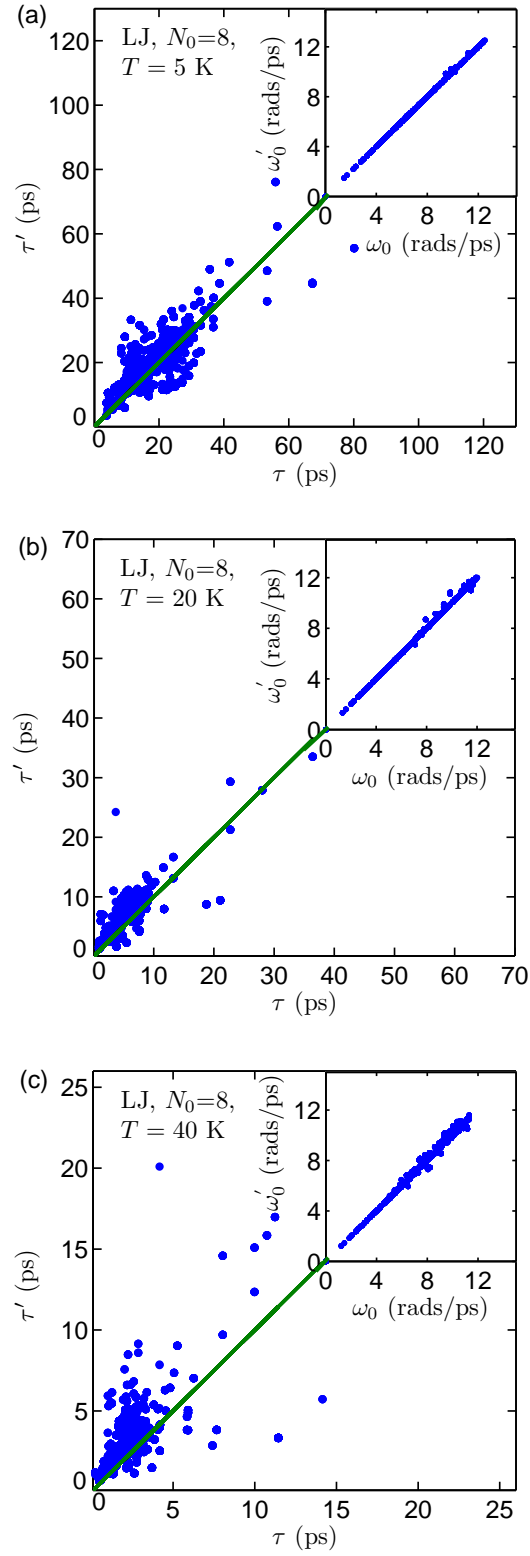 (a)
LJ, N₀=8,
T = 5 K
τ′ (ps)
130
120
100
80
60
40
20
0
0 20 40 60 80 100 120
τ (ps)
ω₀′ (rads/ps)
12
8
4
0
0 4 8 12
ω₀ (rads/ps)
(b)
LJ, N₀=8,
T = 20 K
τ′ (ps)
70
60
50
40
30
20
10
0
0 10 20 30 40 50 60 70
τ (ps)
ω₀′ (rads/ps)
12
8
4
0
0 4 8 12
ω₀ (rads/ps)
(c)
LJ, N₀=8,
T = 40 K
τ′ (ps)
25
20
15
10
5
0
0 5 10 15 20 25
τ (ps)
ω₀′ (rads/ps)
12
8
4
0
0 4 8 12
ω₀ (rads/ps)